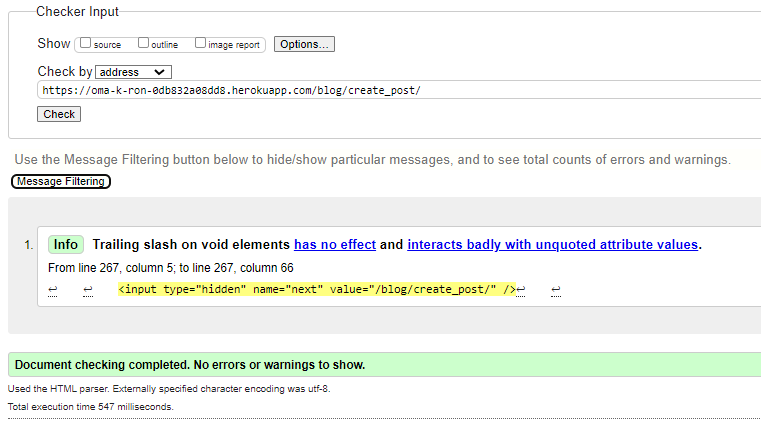 Checker Input
Show source outline image report Options...
Check by address
https://oma-k-ron-0db832a08dd8.herokuapp.com/blog/create_post/
Check
Use the Message Filtering button below to hide/show particular messages, and to see total counts of errors and warnings.
Message Filtering
1. Info Trailing slash on void elements has no effect and interacts badly with unquoted attribute values.
From line 267, column 5; to line 267, column 66
↩ ↩ <input type="hidden" name="next" value="/blog/create_post/" />↩ ↩
Document checking completed. No errors or warnings to show.
Used the HTML parser. Externally specified character encoding was utf-8.
Total execution time 547 milliseconds.